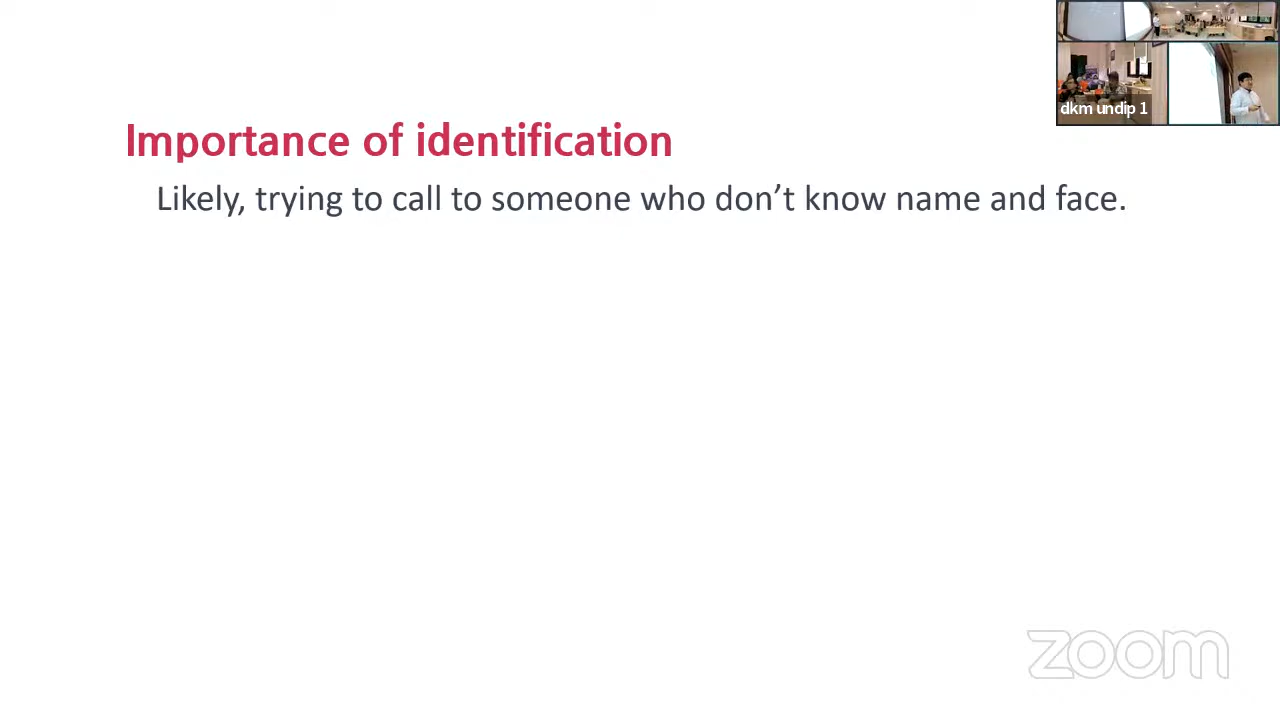 dkm undip 1
Importance of identification
Likely, trying to call to someone who don’t know name and face.
zoom